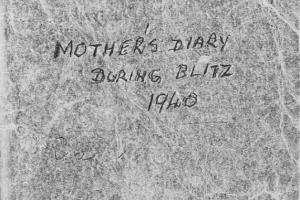 MOTHER'S DIARY
DURING BLITZ
1940